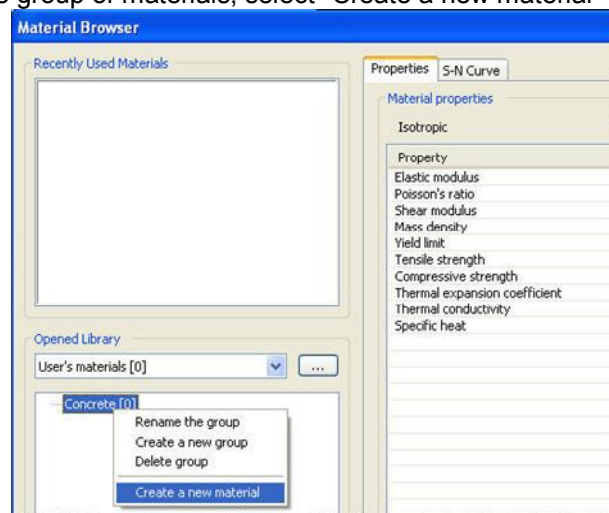 group of materials, select "Create a new material"
Material Browser
Recently Used Materials
Properties
S-N Curve
Material properties
Isotropic
Property
Elastic modulus
Poisson's ratio
Shear modulus
Mass density
Yield limit
Tensile strength
Compressive strength
Thermal expansion coefficient
Thermal conductivity
Specific heat
Opened Library
User's materials [0]
...
Concrete [0]
Rename the group
Create a new group
Delete group
Create a new material